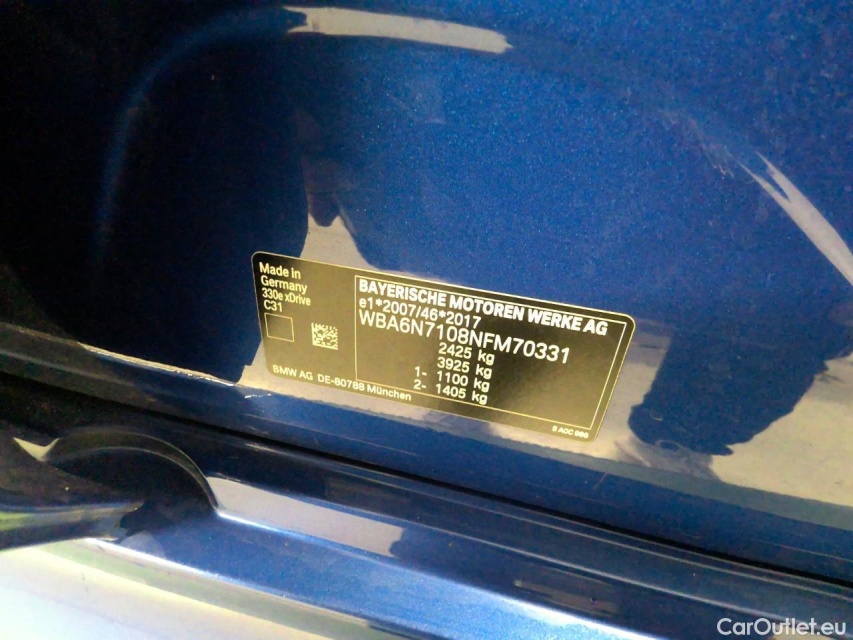 Made in
Germany
330e xDrive
C31
BAYERISCHE MOTOREN WERKE AG
e1*2007/46*2017
WBA6N7108NFM70331
2425 kg
3925 kg
1- 1100 kg
2- 1405 kg
BMW AG DE-80788 München
CarOutlet.eu